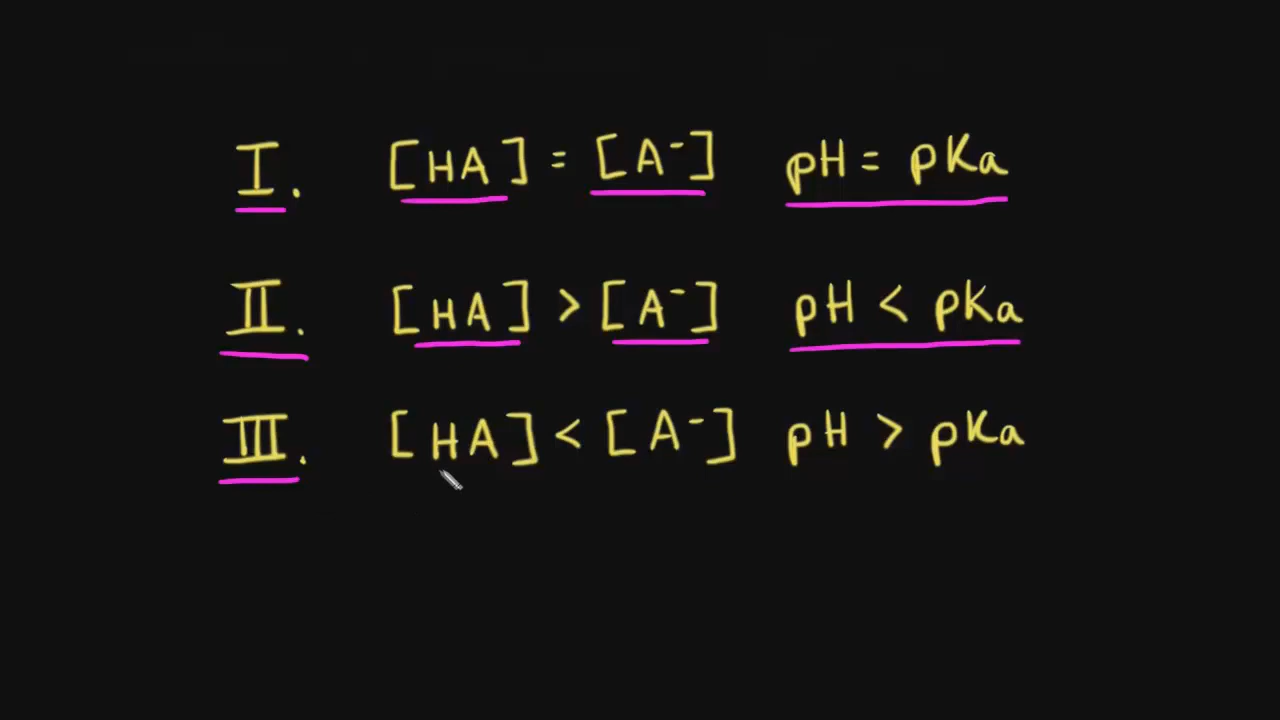 I. [HA] = [A⁻] pH = pKa
II. [HA] > [A⁻] pH < pKa
III. [HA] < [A⁻] pH > pKa